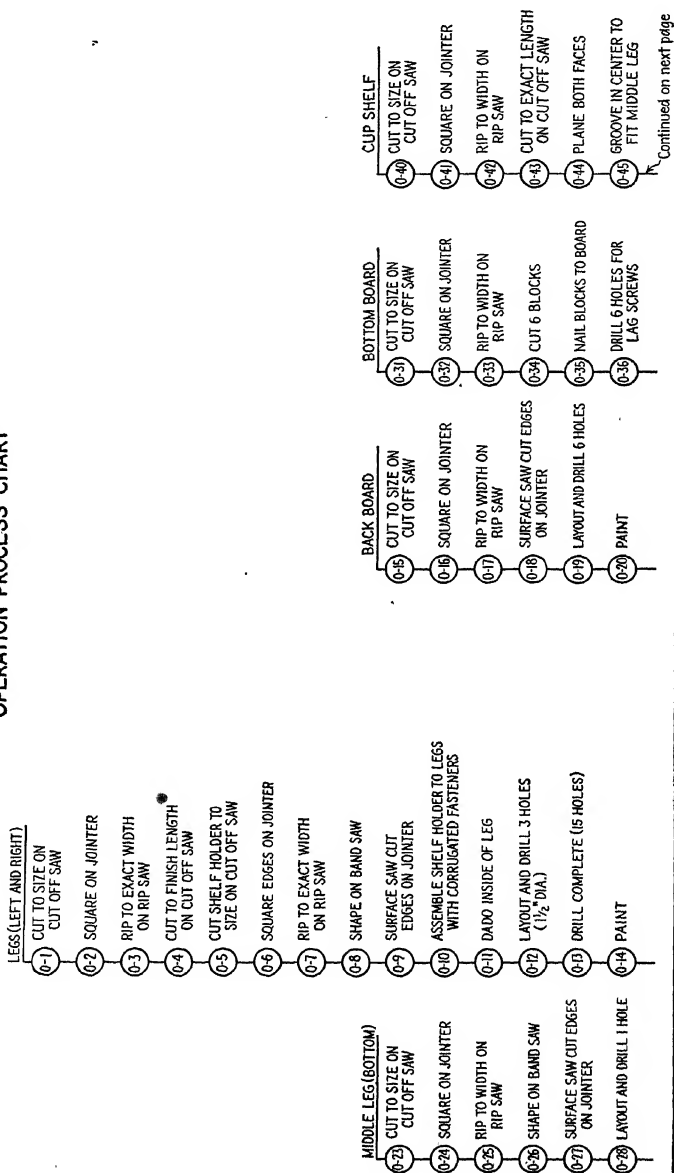 OPERATION PROCESS CHART
LEGS (LEFT AND RIGHT)
0-1 CUT TO SIZE ON
CUT OFF SAW
0-2 SQUARE ON JOINTER
0-3 RIP TO EXACT WIDTH
ON RIP SAW
0-4 CUT TO FINISH LENGTH
ON CUT OFF SAW
0-5 CUT SHELF HOLDER TO
SIZE ON CUT OFF SAW
0-6 SQUARE EDGES ON JOINTER
0-7 RIP TO EXACT WIDTH
ON RIP SAW
0-8 SHAPE ON BAND SAW
0-9 SURFACE SAW CUT
EDGES ON JOINTER
0-10 ASSEMBLE SHELF HOLDER TO LEGS
WITH CORRUGATED FASTENERS
0-11 DADO INSIDE OF LEG
0-12 LAYOUT AND DRILL 3 HOLES
(1½" DIA.)
0-13 DRILL COMPLETE (15 HOLES)
0-14 PAINT
MIDDLE LEG (BOTTOM)
0-23 CUT TO SIZE ON
CUT OFF SAW
0-24 SQUARE ON JOINTER
0-25 RIP TO WIDTH ON
RIP SAW
0-26 SHAPE ON BAND SAW
0-27 SURFACE SAW CUT EDGES
ON JOINTER
0-28 LAYOUT AND DRILL 1 HOLE
BACK BOARD
0-15 CUT TO SIZE ON
CUT OFF SAW
0-16 SQUARE ON JOINTER
0-17 RIP TO WIDTH ON
RIP SAW
0-18 SURFACE SAW CUT EDGES
ON JOINTER
0-19 LAYOUT AND DRILL 6 HOLES
0-20 PAINT
BOTTOM BOARD
0-31 CUT TO SIZE ON
CUT OFF SAW
0-32 SQUARE ON JOINTER
0-33 RIP TO WIDTH ON
RIP SAW
0-34 CUT 6 BLOCKS
0-35 NAIL BLOCKS TO BOARD
0-36 DRILL 6 HOLES FOR
LAG SCREWS
CUP SHELF
0-40 CUT TO SIZE ON
CUT OFF SAW
0-41 SQUARE ON JOINTER
0-42 RIP TO WIDTH ON
RIP SAW
0-43 CUT TO EXACT LENGTH
ON CUT OFF SAW
0-44 PLANE BOTH FACES
0-45 GROOVE IN CENTER TO
FIT MIDDLE LEG
Continued on next page